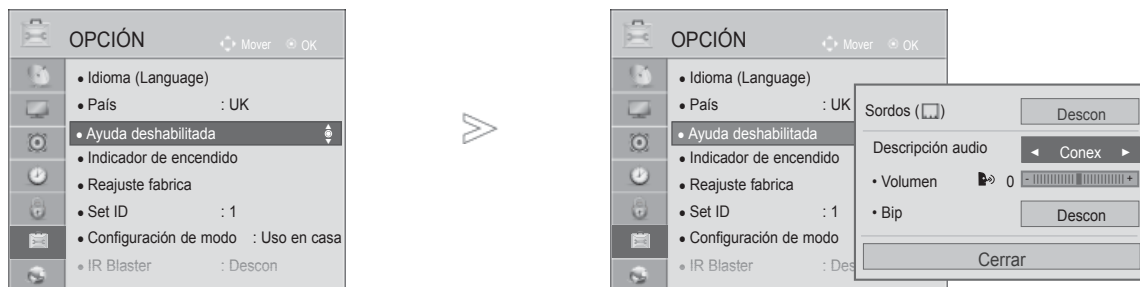 OPCIÓN
Mover OK
• Idioma (Language)
• País : UK
• Ayuda deshabilitada
• Indicador de encendido
• Reajuste fabrica
• Set ID : 1
• Configuración de modo : Uso en casa
• IR Blaster : Descon
>
OPCIÓN
Mover OK
• Idioma (Language)
• País : UK
• Ayuda deshabilitada
• Indicador de encendido
• Reajuste fabrica
• Set ID : 1
• Configuración de modo
• IR Blaster : Des
Sordos ( ) Descon
Descripción audio ◄ Conex ►
• Volumen 0 - +
• Bip Descon
Cerrar